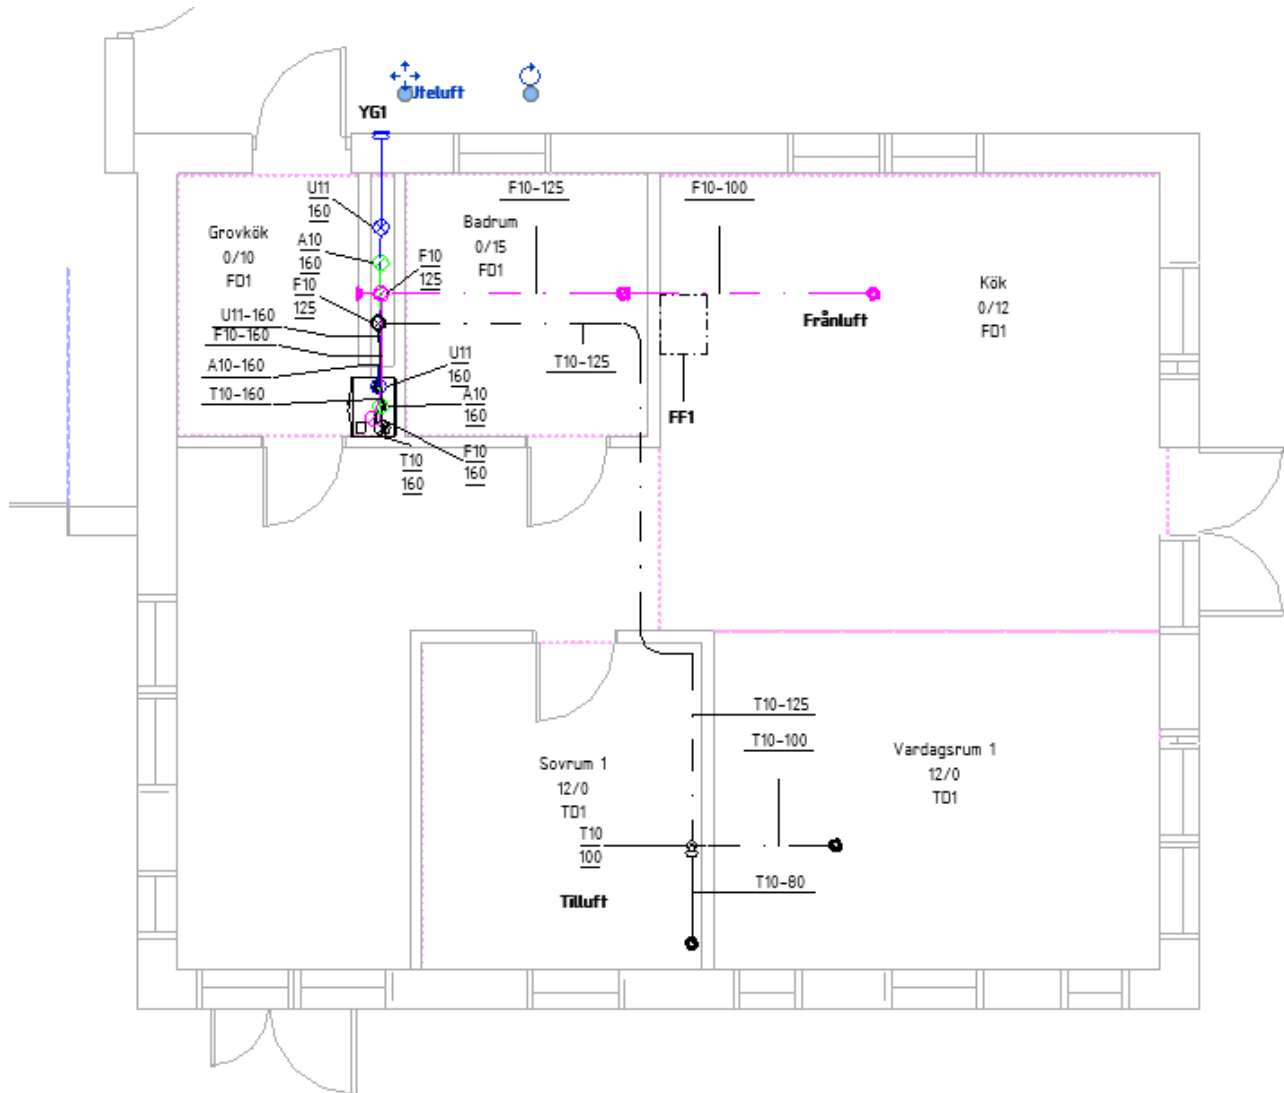 Uteluft
YG1
U11
160
F10-125
F10-100
Grovkök
0/10
FD1
Badrum
0/15
FD1
A10
160
F10
125
F10
125
Kök
0/12
FD1
U11-160
F10-160
Frånluft
A10-160
U11
160
T10-125
T10-160
A10
160
FF1
T10
160
F10
160
T10-125
T10-100
Vardagsrum 1
12/0
TD1
Sovrum 1
12/0
TD1
T10
100
T10-80
Tilluft